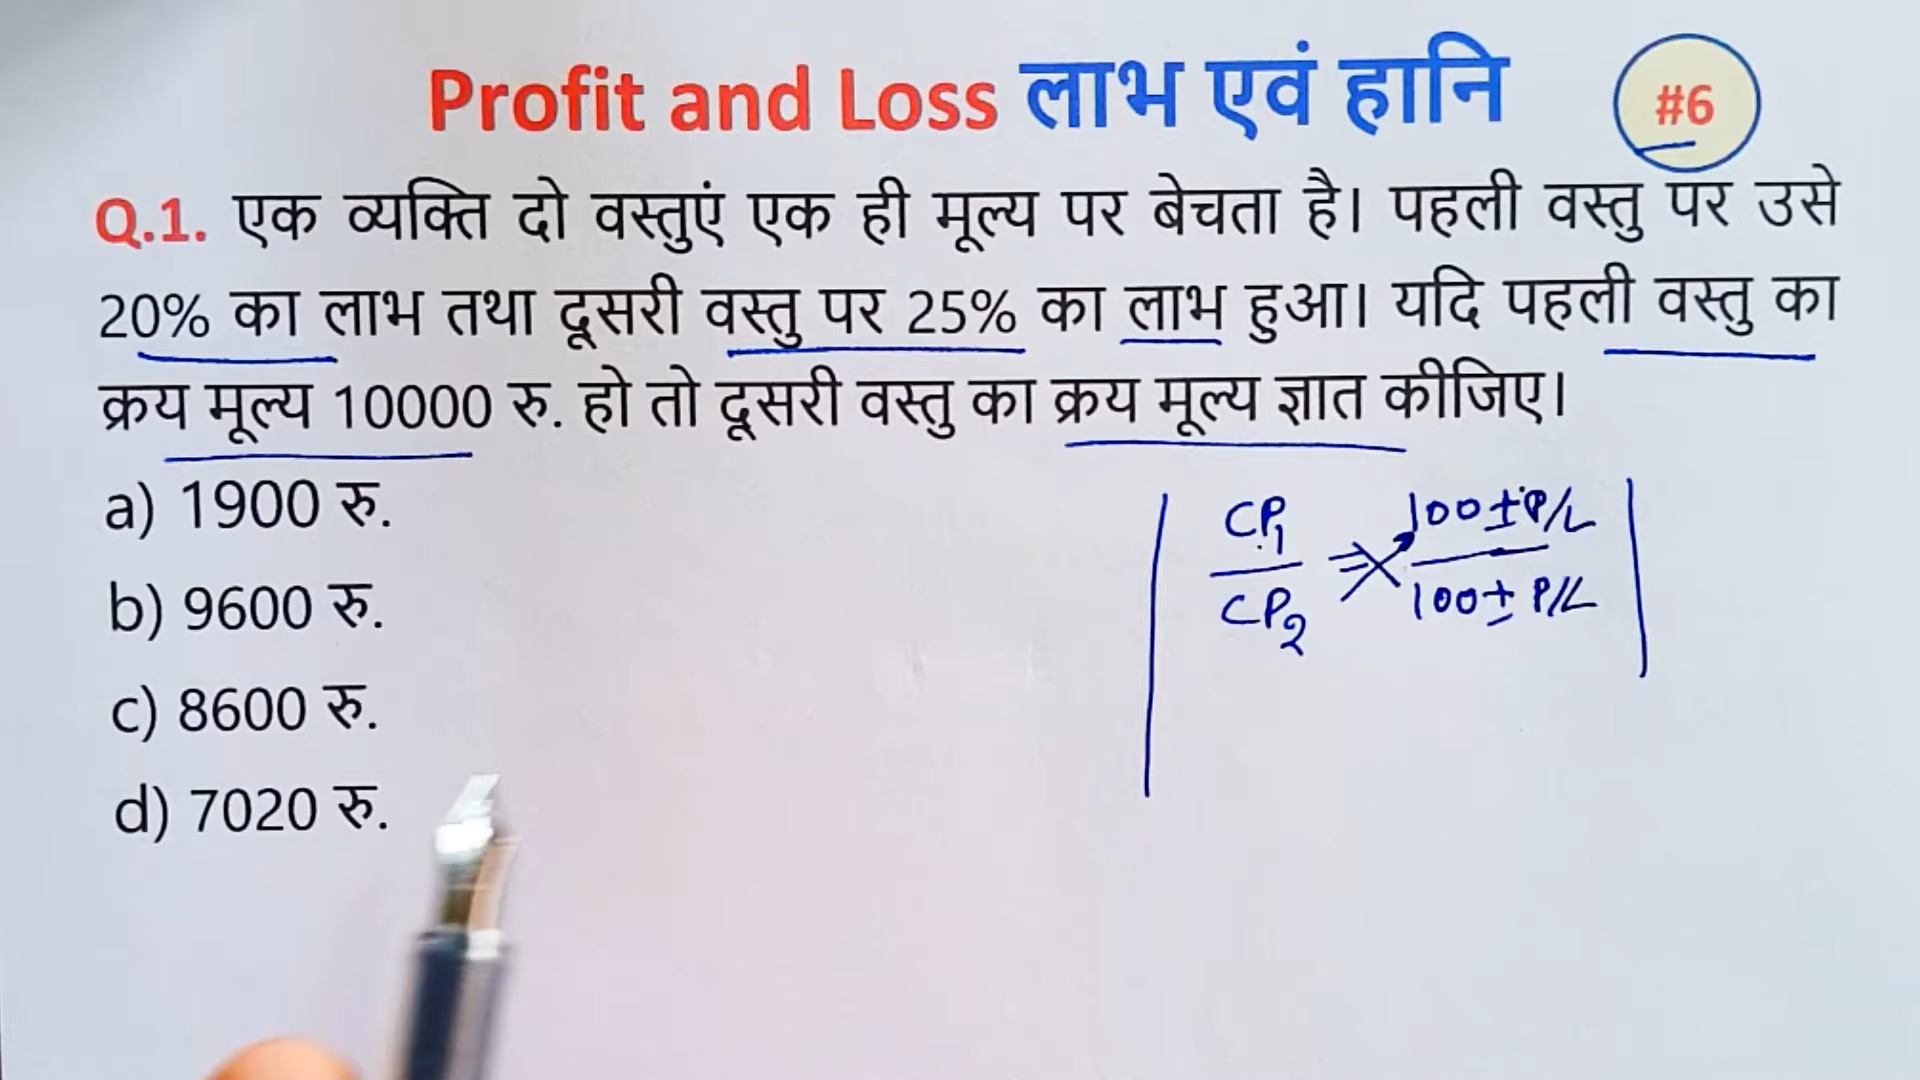 Profit and Loss लाभ एवं हानि
#6
Q.1. एक व्यक्ति दो वस्तुएं एक ही मूल्य पर बेचता है। पहली वस्तु पर उसे
20% का लाभ तथा दूसरी वस्तु पर 25% का लाभ हुआ। यदि पहली वस्तु का
क्रय मूल्य 10000 रु. हो तो दूसरी वस्तु का क्रय मूल्य ज्ञात कीजिए।
a) 1900 रु.
b) 9600 रु.
c) 8600 रु.
d) 7020 रु.
CP1 100±P/L
CP2 100±P/L